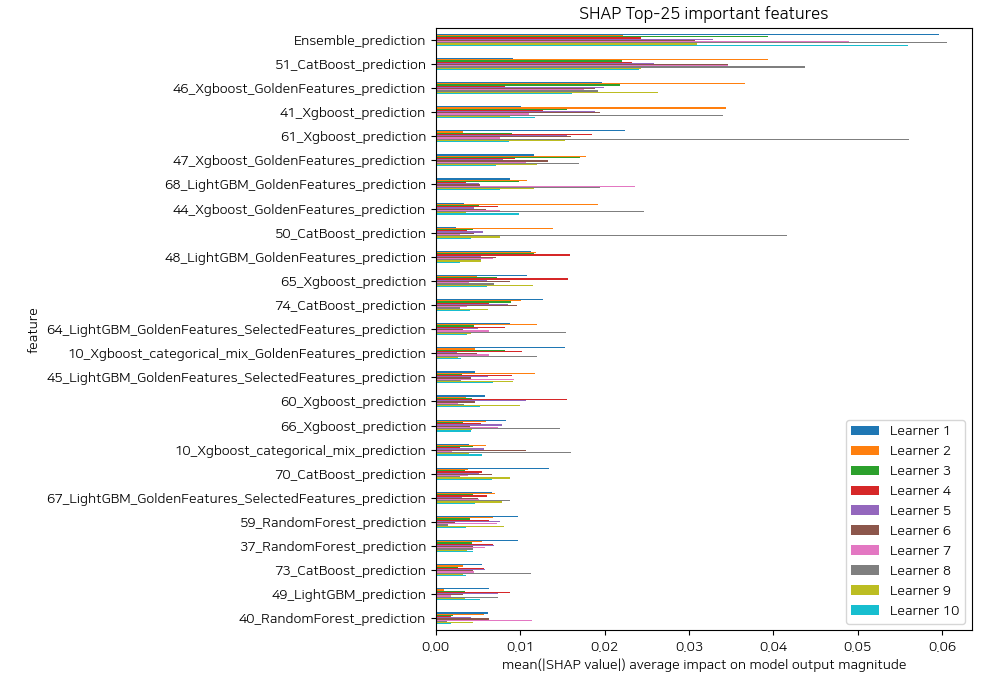 SHAP Top-25 important features
feature
Ensemble_prediction
51_CatBoost_prediction
46_Xgboost_GoldenFeatures_prediction
41_Xgboost_prediction
61_Xgboost_prediction
47_Xgboost_GoldenFeatures_prediction
68_LightGBM_GoldenFeatures_prediction
44_Xgboost_GoldenFeatures_prediction
50_CatBoost_prediction
48_LightGBM_GoldenFeatures_prediction
65_Xgboost_prediction
74_CatBoost_prediction
64_LightGBM_GoldenFeatures_SelectedFeatures_prediction
10_Xgboost_categorical_mix_GoldenFeatures_prediction
45_LightGBM_GoldenFeatures_SelectedFeatures_prediction
60_Xgboost_prediction
66_Xgboost_prediction
10_Xgboost_categorical_mix_prediction
70_CatBoost_prediction
67_LightGBM_GoldenFeatures_SelectedFeatures_prediction
59_RandomForest_prediction
37_RandomForest_prediction
73_CatBoost_prediction
49_LightGBM_prediction
40_RandomForest_prediction
Learner 1
Learner 2
Learner 3
Learner 4
Learner 5
Learner 6
Learner 7
Learner 8
Learner 9
Learner 10
0.00 0.01 0.02 0.03 0.04 0.05 0.06
mean(|SHAP value|) average impact on model output magnitude